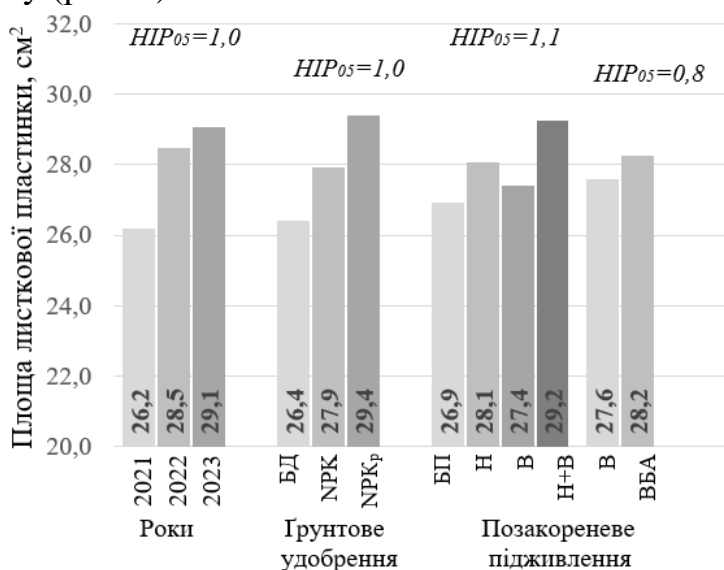 у (р
)
Площа листкової пластинки, см²
32,0
30,0
28,0
26,0
24,0
22,0
20,0
НІР05=1,0
НІР05=1,0
НІР05=1,1
НІР05=0,8
26,2
28,5
29,1
26,4
27,9
29,4
26,9
28,1
27,4
29,2
27,6
28,2
2021
2022
2023
БД
NPK
NPKр
БП
Н
В
Н+В
В
ВБА
Роки
Ґрунтове
удобрення
Позакореневе
підживлення